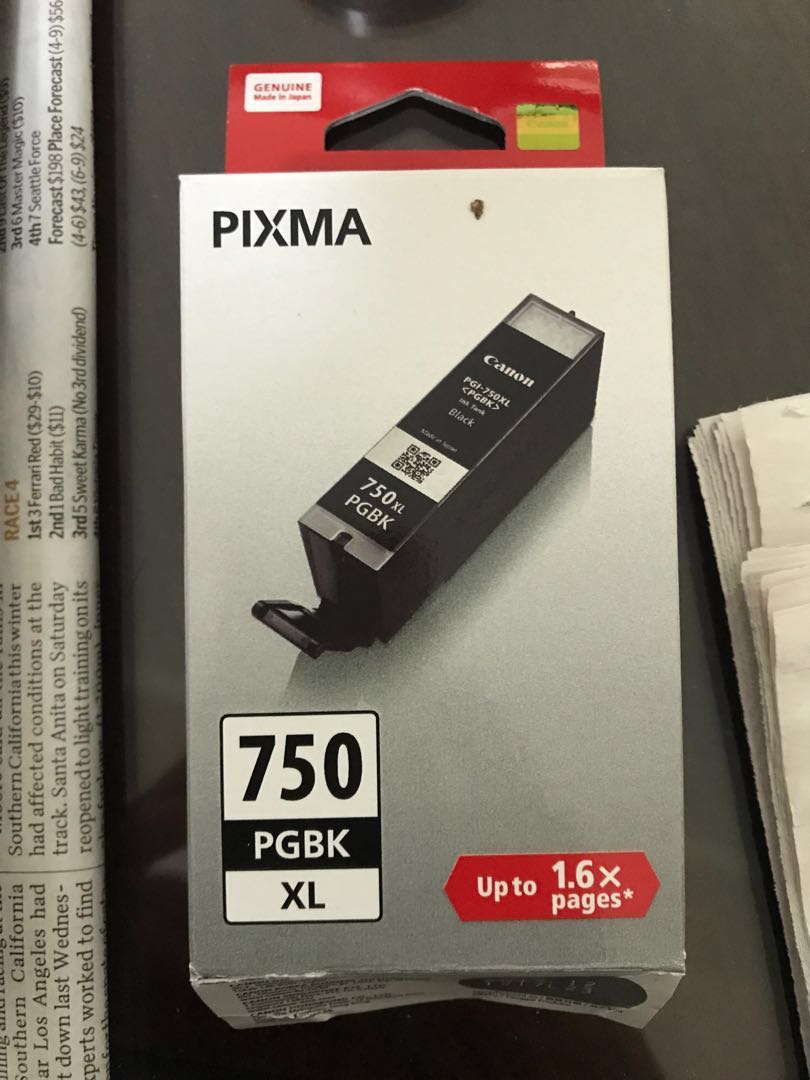 GENUINE
Made in Japan
PIXMA
Canon
PGI-750XL
<PGBK>
Ink Tank
Black
Made in Japan
750XL
PGBK
750
PGBK
XL
Up to 1.6x
pages*
3rd 6 Master Magic ($10)
4th 7 Seattle Force
Forecast $198 Place Forecast (4-9) $56
(4-6) $43, (6-9) $24
RACE 4
1st 3 Ferrari Red ($29-$10)
2nd 1 Bad Habit ($11)
3rd 5 Sweet Karma (No 3rd dividend)
Southern California this winter
had affected conditions at the
track. Santa Anita on Saturday
reopened to light training on its
Southern California
ar Los Angeles had
t down last Wednes-
xperts worked to find